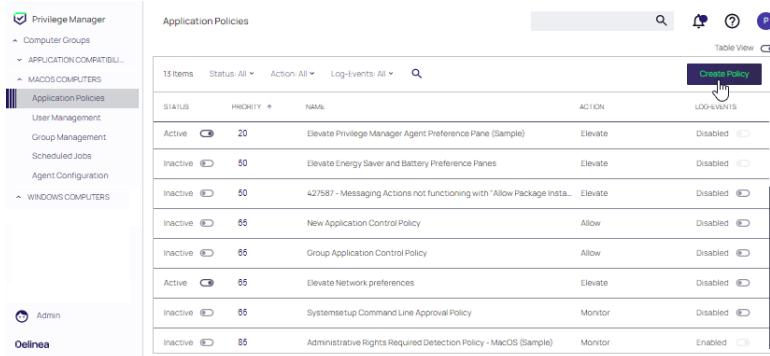 Privilege Manager
Application Policies
P
Computer Groups
Table View
APPLICATION COMPATIBILI...
13 Items Status: All Action: All Log-Events: All
Create Policy
MACOS COMPUTERS
Application Policies
User Management
Group Management
Scheduled Jobs
Agent Configuration
WINDOWS COMPUTERS
STATUS PRIORITY NAME ACTION LOG-EVENTS
Active 20 Elevate Privilege Manager Agent Preference Pane (Sample) Elevate Disabled
Inactive 50 Elevate Energy Saver and Battery Preference Panes Elevate Disabled
Inactive 50 427587 - Messaging Actions not functioning with "Allow Package Insta... Elevate Disabled
Inactive 65 New Application Control Policy Allow Disabled
Inactive 65 Group Application Control Policy Allow Disabled
Active 65 Elevate Network preferences Elevate Disabled
Inactive 65 Systemsetup Command Line Approval Policy Monitor Disabled
Inactive 85 Administrative Rights Required Detection Policy - MacOS (Sample) Monitor Enabled
Admin
Delinea